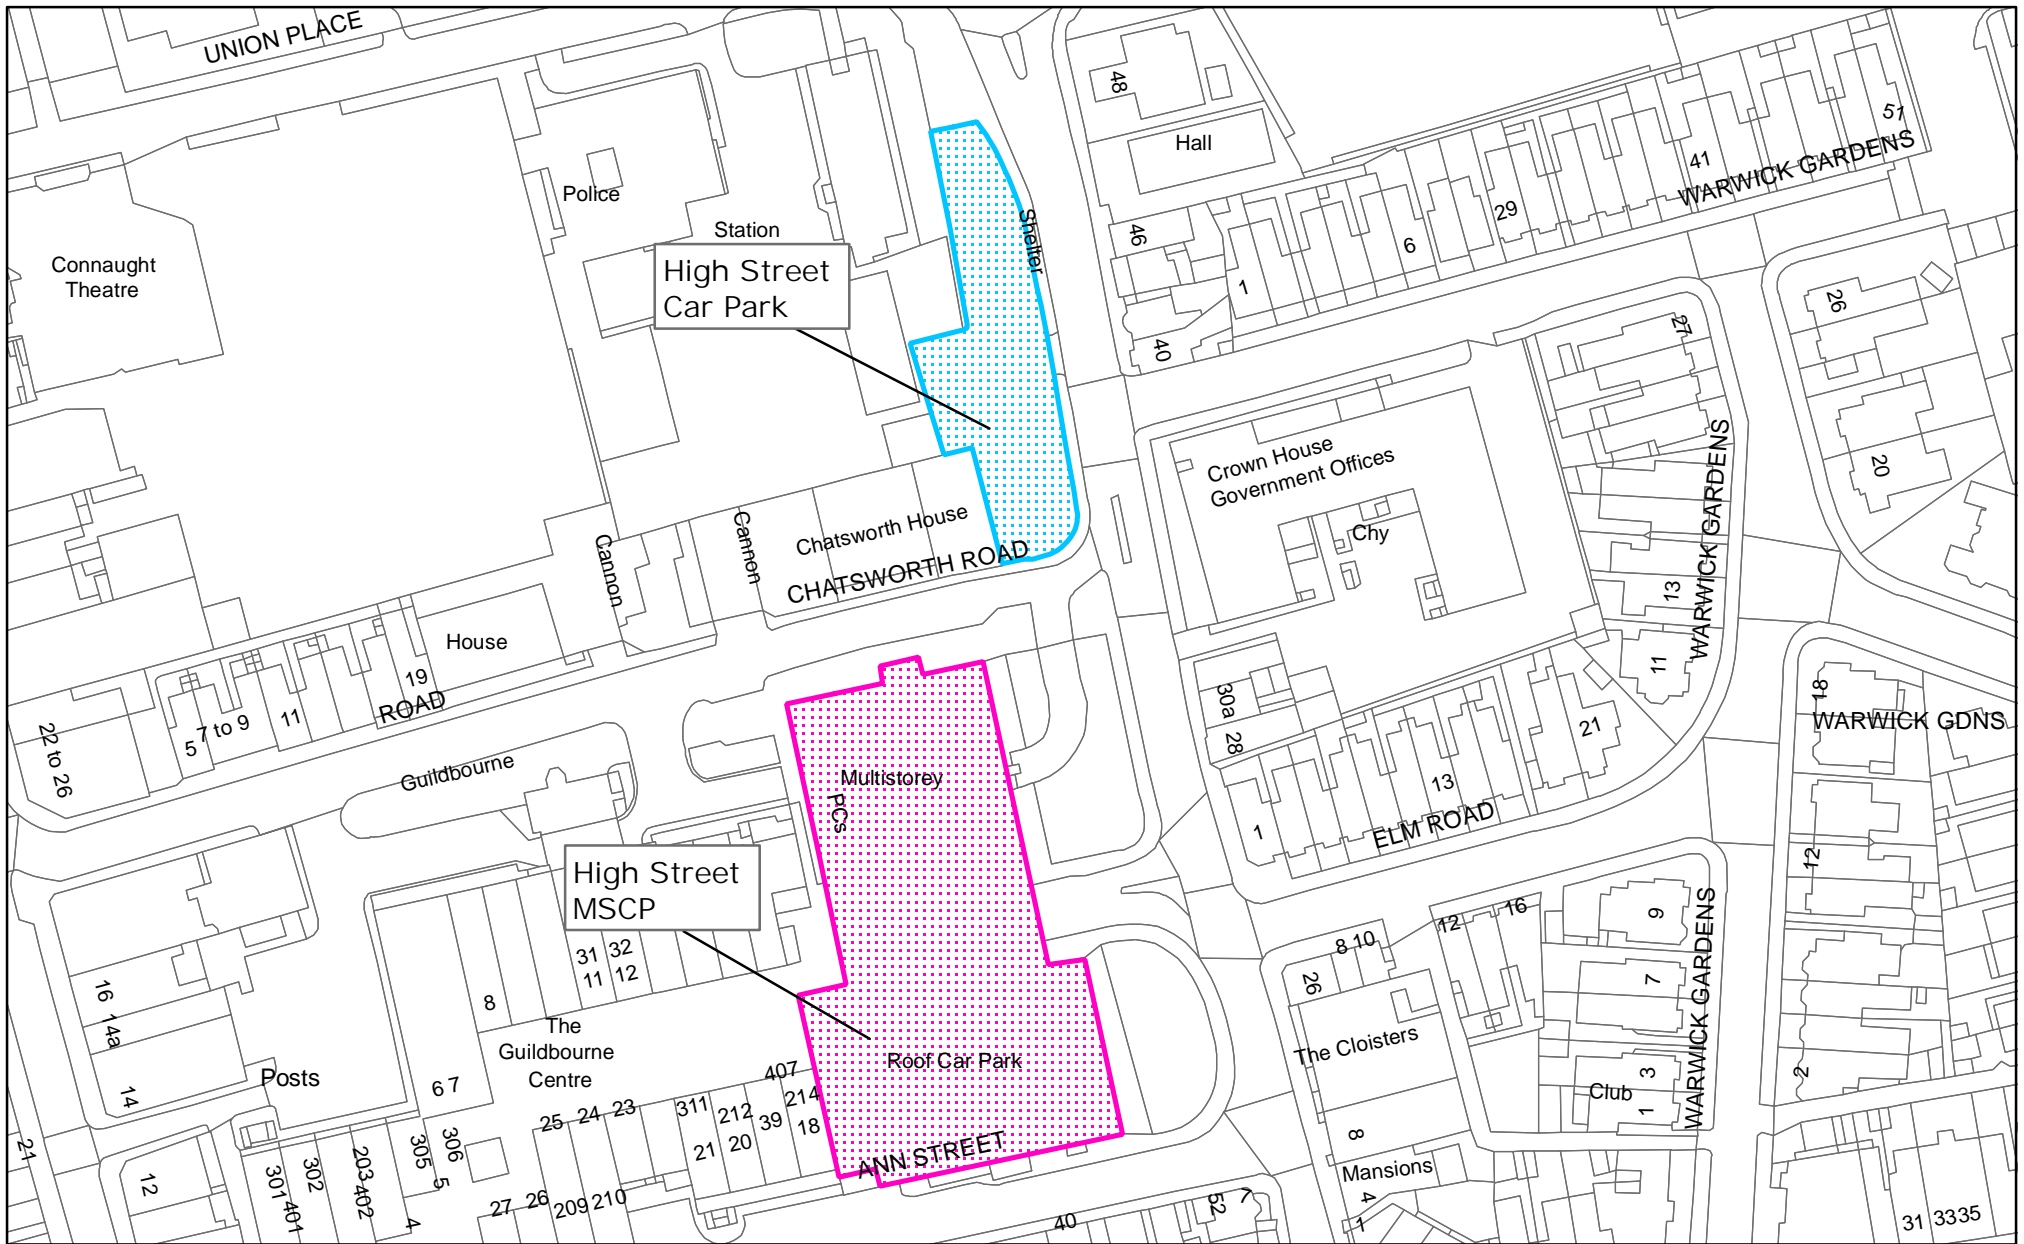 UNION PLACE
48
Hall
51
41
WARWICK GARDENS
Police
Station
Shelter
46
29
6
1
40
Connaught
Theatre
High Street
Car Park
26
27
20
Crown House
Government Offices
Chy
WARWICK GARDENS
13
11
Cannon
Cannon
Chatsworth House
CHATSWORTH ROAD
House
19
ROAD
11
7 to 9
5
22 to 26
Guildbourne
30a
28
21
13
1
ELM ROAD
18
WARWICK GDNS
12
Multistorey
PCs
High Street
MSCP
31
32
11
12
8
16
14a
14
The
Guildbourne
Centre
Posts
6 7
Roof Car Park
407
214
18
39
212
20
311
21
23
24
25
ANN STREET
8 10
12
16
26
The Cloisters
9
7
3
1
Club
WARWICK GARDENS
2
8
Mansions
4
1
21
12
301
401
302
203
402
305
306
5
4
27
26
209
210
40
52
7
31
33
35